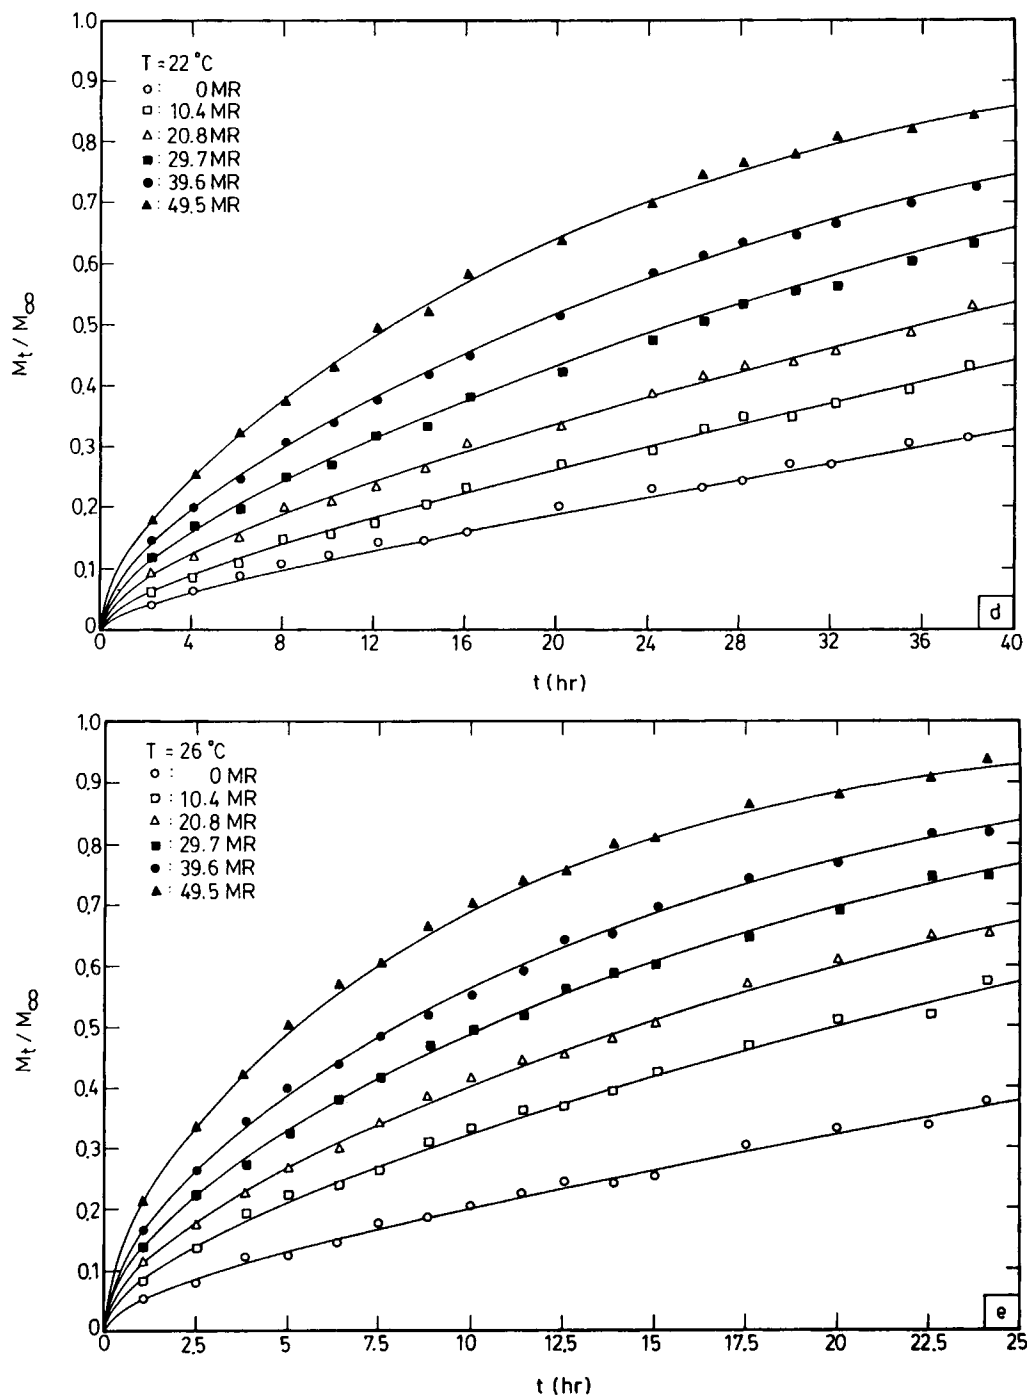 1.0
0.9
0.8
0.7
0.6
0.5
0.4
0.3
0.2
0.1
0
Mt / M∞
T = 22 °C
○ : 0 MR
□ : 10.4 MR
△ : 20.8 MR
■ : 29.7 MR
● : 39.6 MR
▲ : 49.5 MR
d
0 4 8 12 16 20 24 28 32 36 40
t (hr)
1.0
0.9
0.8
0.7
0.6
0.5
0.4
0.3
0.2
0.1
0
Mt / M∞
T = 26 °C
○ : 0 MR
□ : 10.4 MR
△ : 20.8 MR
■ : 29.7 MR
● : 39.6 MR
▲ : 49.5 MR
e
0 2.5 5 7.5 10 12.5 15 17.5 20 22.5 25
t (hr)